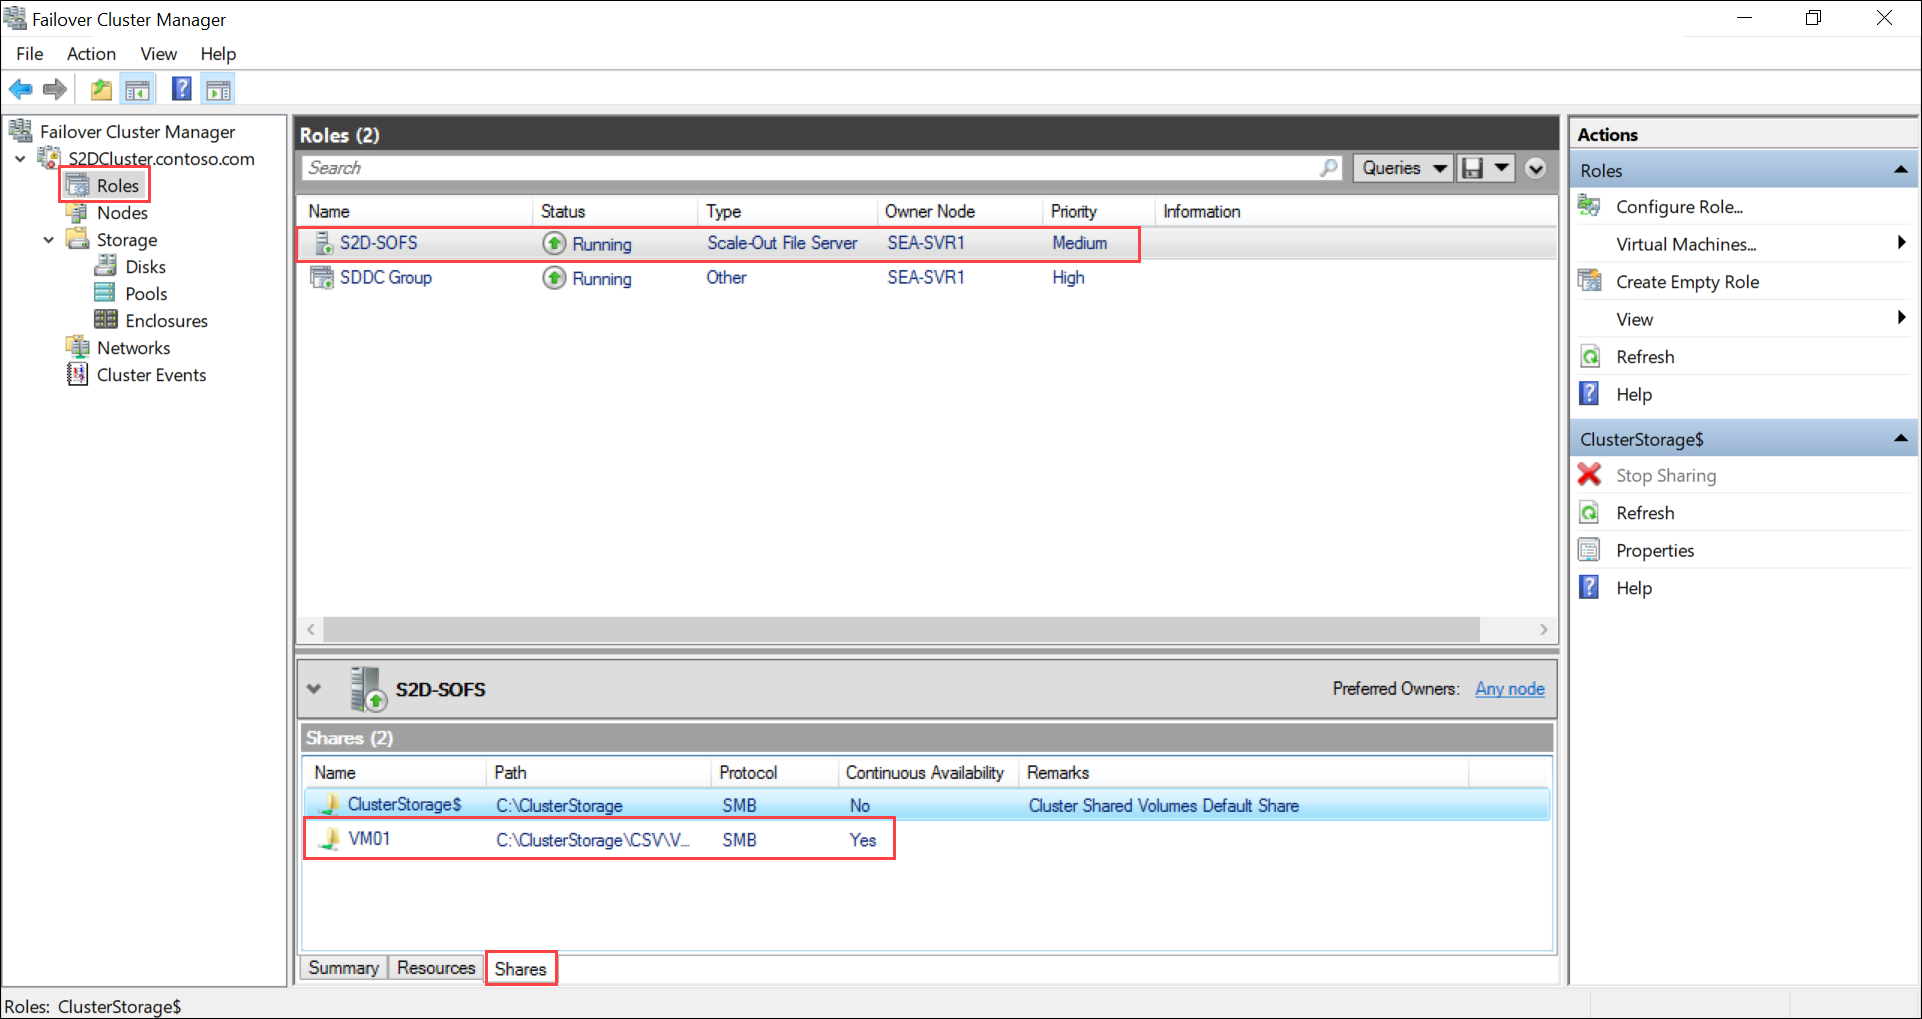 Failover Cluster Manager
File Action View Help
Failover Cluster Manager
S2DCluster.contoso.com
Roles
Nodes
Storage
Disks
Pools
Enclosures
Networks
Cluster Events
Roles (2)
Search
Queries
Name Status Type Owner Node Priority Information
S2D-SOFS Running Scale-Out File Server SEA-SVR1 Medium
SDDC Group Running Other SEA-SVR1 High
S2D-SOFS Preferred Owners: Any node
Shares (2)
Name Path Protocol Continuous Availability Remarks
ClusterStorage$ C:\ClusterStorage SMB No Cluster Shared Volumes Default Share
VM01 C:\ClusterStorage\CSV\V... SMB Yes
Summary Resources Shares
Actions
Roles
Configure Role...
Virtual Machines...
Create Empty Role
View
Refresh
Help
ClusterStorage$
Stop Sharing
Refresh
Properties
Help
Roles: ClusterStorage$